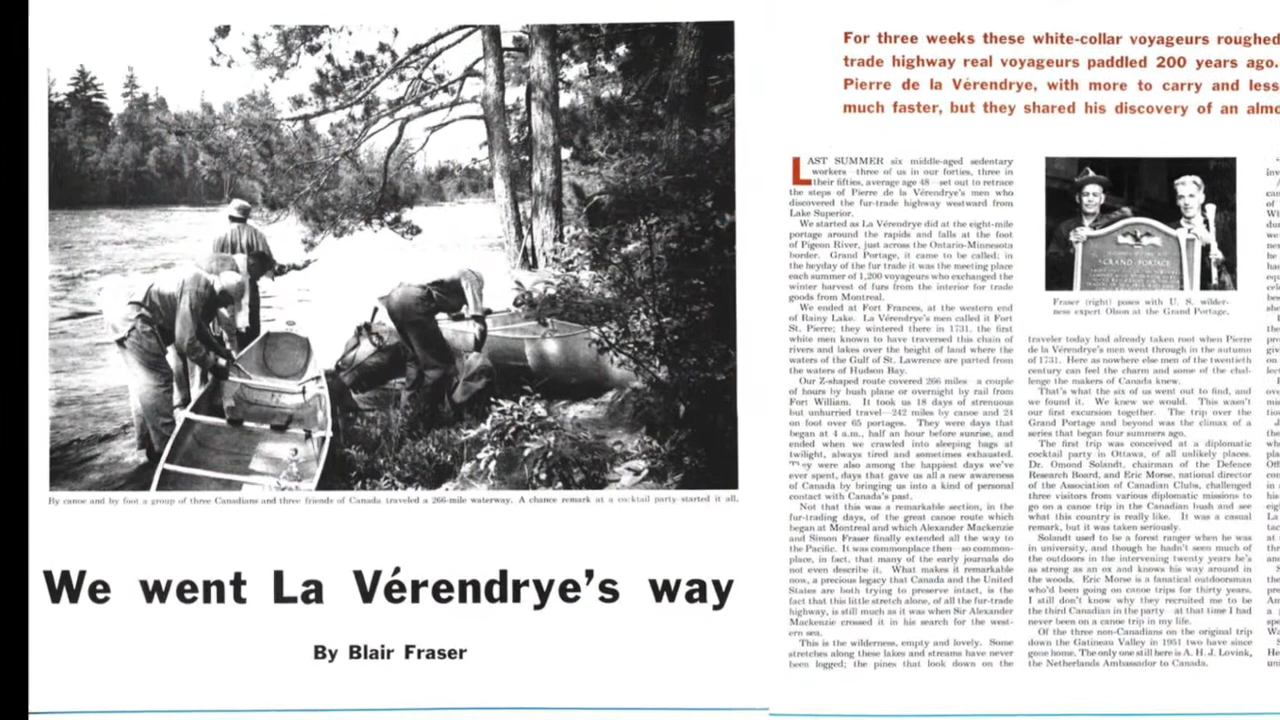 By canoe and by foot a group of three Canadians and three friends of Canada traveled a 266-mile waterway. A chance remark at a cocktail party started it all.
We went La Vérendrye's way
By Blair Fraser
For three weeks these white-collar voyageurs roughed
trade highway real voyageurs paddled 200 years ago.
Pierre de la Vérendrye, with more to carry and less
much faster, but they shared his discovery of an almo
LAST SUMMER six middle-aged sedentary
workers—three of us in our forties, three in
their fifties, average age 48—set out to retrace
the steps of Pierre de la Vérendrye's men who
discovered the fur-trade highway westward from
Lake Superior.
We started as La Vérendrye did at the eight-mile
portage around the rapids and falls at the foot
of Pigeon River, just across the Ontario-Minnesota
border. Grand Portage, it came to be called; in
the heyday of the fur trade it was the meeting place
each summer of 1,200 voyageurs who exchanged the
winter harvest of furs from the interior for trade
goods from Montreal.
We ended at Fort Frances, at the western end
of Rainy Lake. La Vérendrye's men called it Fort
St. Pierre; they wintered there in 1731, the first
white men known to have traversed this chain of
rivers and lakes over the height of land where the
waters of the Gulf of St. Lawrence are parted from
the waters of Hudson Bay.
Our Z-shaped route covered 266 miles—a couple
of hours by bush plane or overnight by rail from
Fort William. It took us 18 days of strenuous
but unhurried travel—242 miles by canoe and 24
on foot over 65 portages. They were days that
began at 4 a.m., half an hour before sunrise, and
ended when we crawled into sleeping bags at
twilight, always tired and sometimes exhausted.
They were also among the happiest days we've
ever spent, days that gave us all a new awareness
of Canada by bringing us into a kind of personal
contact with Canada's past.
Not that this was a remarkable section, in the
fur-trading days, of the great canoe route which
began at Montreal and which Alexander Mackenzie
and Simon Fraser finally extended all the way to
the Pacific. It was commonplace then—so common-
place, in fact, that many of the early journals do
not even describe it. What makes it remarkable
now, a precious legacy that Canada and the United
States are both trying to preserve intact, is the
fact that this little stretch alone, of all the fur-trade
highway, is still much as it was when Sir Alexander
Mackenzie crossed it in his search for the west-
ern sea.
This is the wilderness, empty and lovely. Some
stretches along these lakes and streams have never
been logged; the pines that look down on the
GRAND PORTAGE
Fraser (right) poses with U. S. wilder-
ness expert Olson at the Grand Portage.
traveler today had already taken root when Pierre
de la Vérendrye's men went through in the autumn
of 1731. Here as nowhere else men of the twentieth
century can feel the charm and some of the chal-
lenge the makers of Canada knew.
That's what the six of us went out to find, and
we found it. We knew we would. This wasn't
our first excursion together. The trip over the
Grand Portage and beyond was the climax of a
series that began four summers ago.
The first trip was conceived at a diplomatic
cocktail party in Ottawa, of all unlikely places.
Dr. Omond Solandt, chairman of the Defence
Research Board, and Eric Morse, national director
of the Association of Canadian Clubs, challenged
three visitors from various diplomatic missions to
go on a canoe trip in the Canadian bush and see
what this country is really like. It was a casual
remark, but it was taken seriously.
Solandt used to be a forest ranger when he was
in university, and though he hadn't seen much of
the outdoors in the intervening twenty years he's
as strong as an ox and knows his way around in
the woods. Eric Morse is a fanatical outdoorsman
who'd been going on canoe trips for thirty years.
I still don't know why they recruited me to be
the third Canadian in the party—at that time I had
never been on a canoe trip in my life.
Of the three non-Canadians on the original trip
down the Gatineau Valley in 1951 two have since
gone home. The only one still here is A. H. J. Lovink,
the Netherlands Ambassador to Canada.